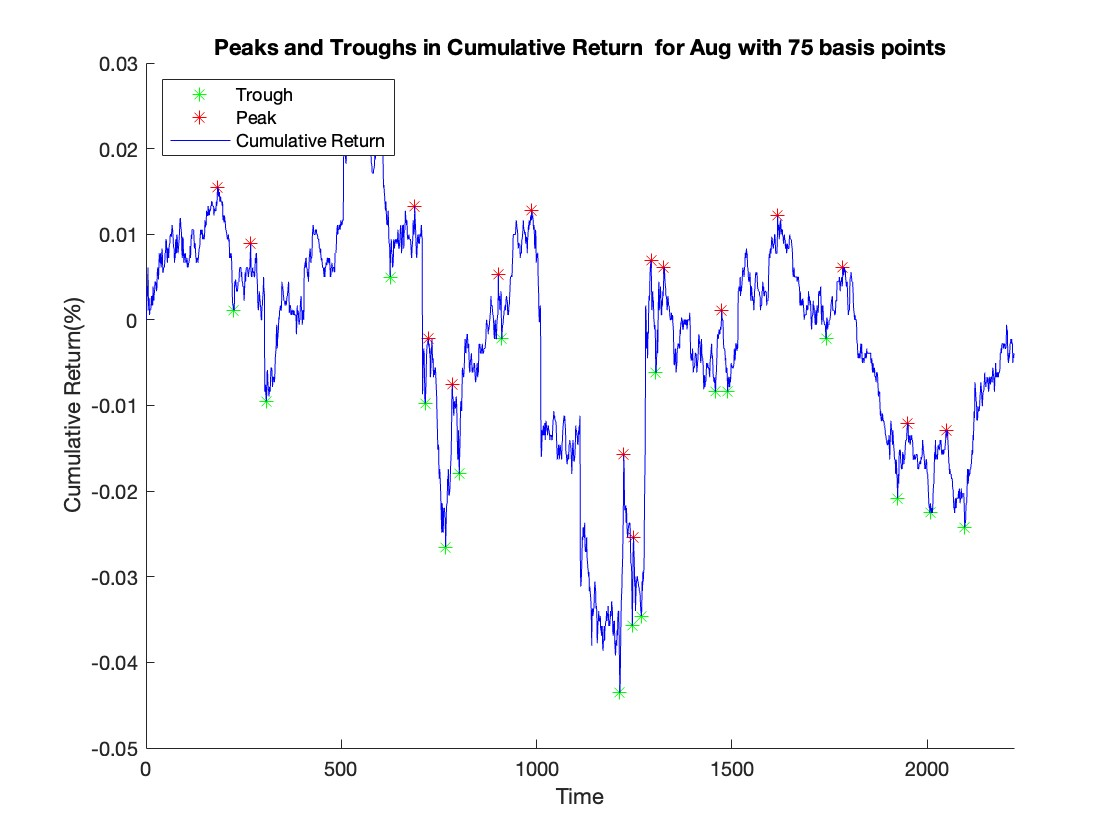 Peaks and Troughs in Cumulative Return  for Aug with 75 basis points
0.03
0.02
0.01
0
-0.01
-0.02
-0.03
-0.04
-0.05
Cumulative Return(%)
Trough
Peak
Cumulative Return
0 500 1000 1500 2000
Time